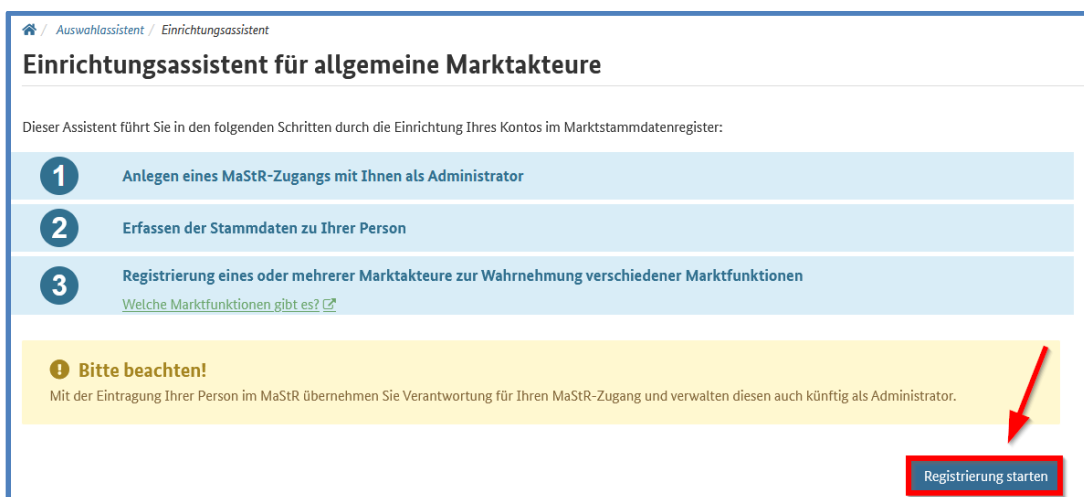 / Auswahlassistent / Einrichtungsassistent
Einrichtungsassistent für allgemeine Marktakteure
Dieser Assistent führt Sie in den folgenden Schritten durch die Einrichtung Ihres Kontos im Marktstammdatenregister:
1 Anlegen eines MaStR-Zugangs mit Ihnen als Administrator
2 Erfassen der Stammdaten zu Ihrer Person
3 Registrierung eines oder mehrerer Marktakteure zur Wahrnehmung verschiedener Marktfunktionen
Welche Marktfunktionen gibt es?
Bitte beachten!
Mit der Eintragung Ihrer Person im MaStR übernehmen Sie Verantwortung für Ihren MaStR-Zugang und verwalten diesen auch künftig als Administrator.
Registrierung starten